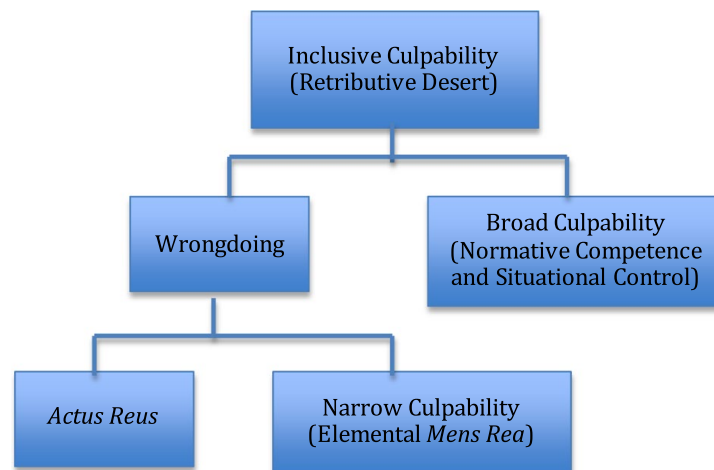 Inclusive Culpability
(Retributive Desert)
Wrongdoing
Broad Culpability
(Normative Competence
and Situational Control)
Actus Reus
Narrow Culpability
(Elemental Mens Rea)